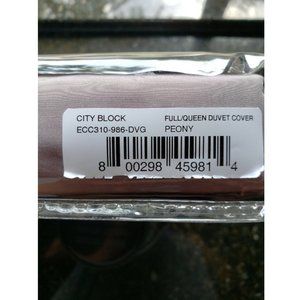 CITY BLOCK FULL/QUEEN DUVET COVER
ECC310-986-DVG PEONY
8 00298 45981 4